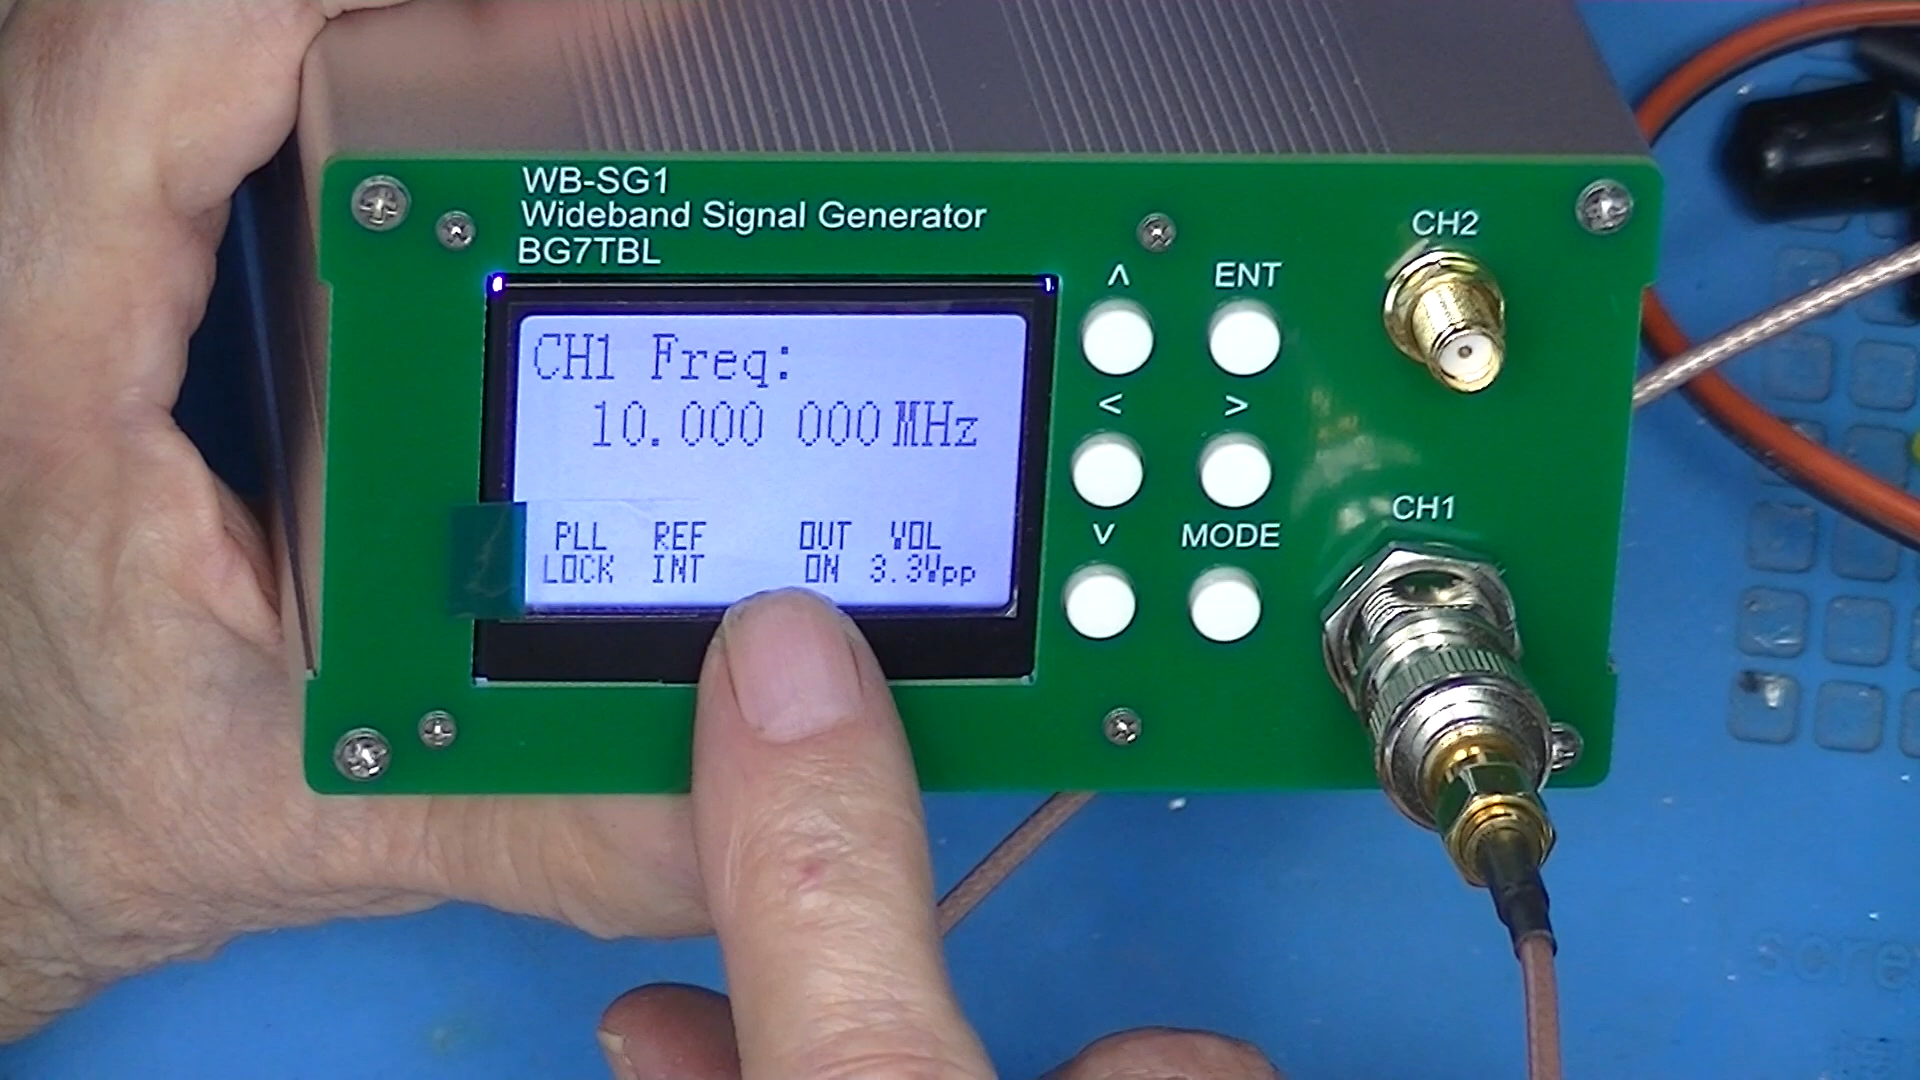 WB-SG1
Wideband Signal Generator
BG7TBL
CH1 Freq:
10.000 000MHz
PLL REF OUT VOL
LOCK INT ON 3.3Vpp
^ ENT
< >
v MODE
CH2
CH1
scre